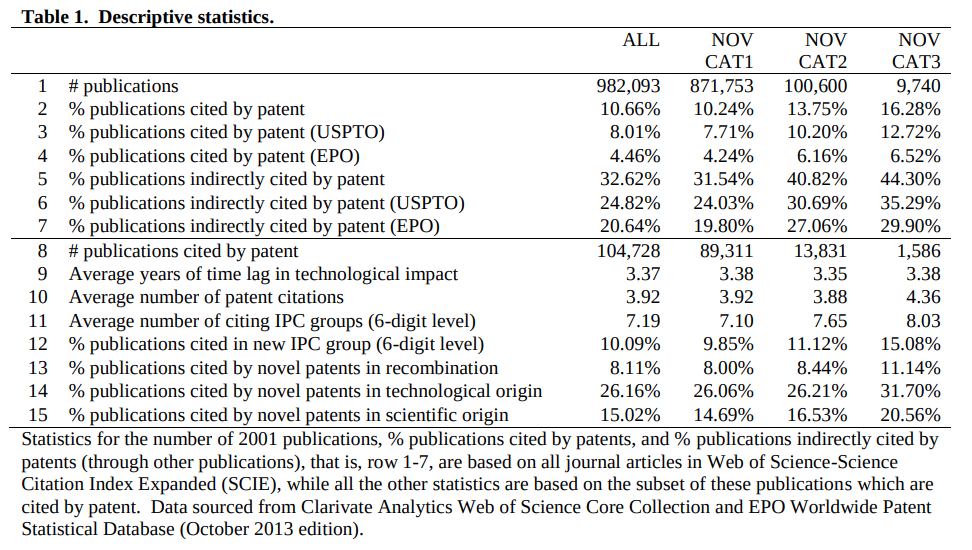 Table 1. Descriptive statistics.
ALL NOV NOV NOV
CAT1 CAT2 CAT3
1 # publications 982,093 871,753 100,600 9,740
2 % publications cited by patent 10.66% 10.24% 13.75% 16.28%
3 % publications cited by patent (USPTO) 8.01% 7.71% 10.20% 12.72%
4 % publications cited by patent (EPO) 4.46% 4.24% 6.16% 6.52%
5 % publications indirectly cited by patent 32.62% 31.54% 40.82% 44.30%
6 % publications indirectly cited by patent (USPTO) 24.82% 24.03% 30.69% 35.29%
7 % publications indirectly cited by patent (EPO) 20.64% 19.80% 27.06% 29.90%
8 # publications cited by patent 104,728 89,311 13,831 1,586
9 Average years of time lag in technological impact 3.37 3.38 3.35 3.38
10 Average number of patent citations 3.92 3.92 3.88 4.36
11 Average number of citing IPC groups (6-digit level) 7.19 7.10 7.65 8.03
12 % publications cited in new IPC group (6-digit level) 10.09% 9.85% 11.12% 15.08%
13 % publications cited by novel patents in recombination 8.11% 8.00% 8.44% 11.14%
14 % publications cited by novel patents in technological origin 26.16% 26.06% 26.21% 31.70%
15 % publications cited by novel patents in scientific origin 15.02% 14.69% 16.53% 20.56%
Statistics for the number of 2001 publications, % publications cited by patents, and % publications indirectly cited by
patents (through other publications), that is, row 1-7, are based on all journal articles in Web of Science-Science
Citation Index Expanded (SCIE), while all the other statistics are based on the subset of these publications which are
cited by patent. Data sourced from Clarivate Analytics Web of Science Core Collection and EPO Worldwide Patent
Statistical Database (October 2013 edition).